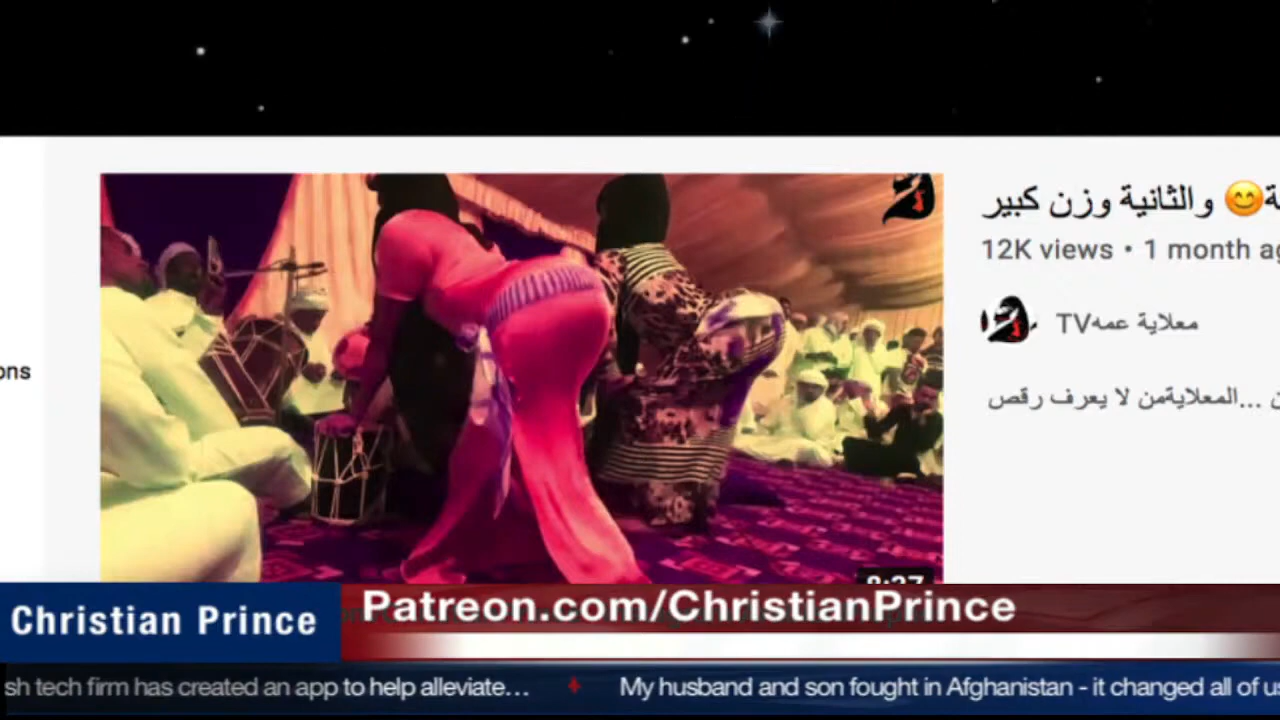 ة😊 والثانية وزن كبير
12K views • 1 month ag
معلاية عمهTV
ons
ن ...المعلايةمن لا يعرف رقص
8:27
Christian Prince
Patreon.com/ChristianPrince
sh tech firm has created an app to help alleviate… ♦ My husband and son fought in Afghanistan - it changed all of us